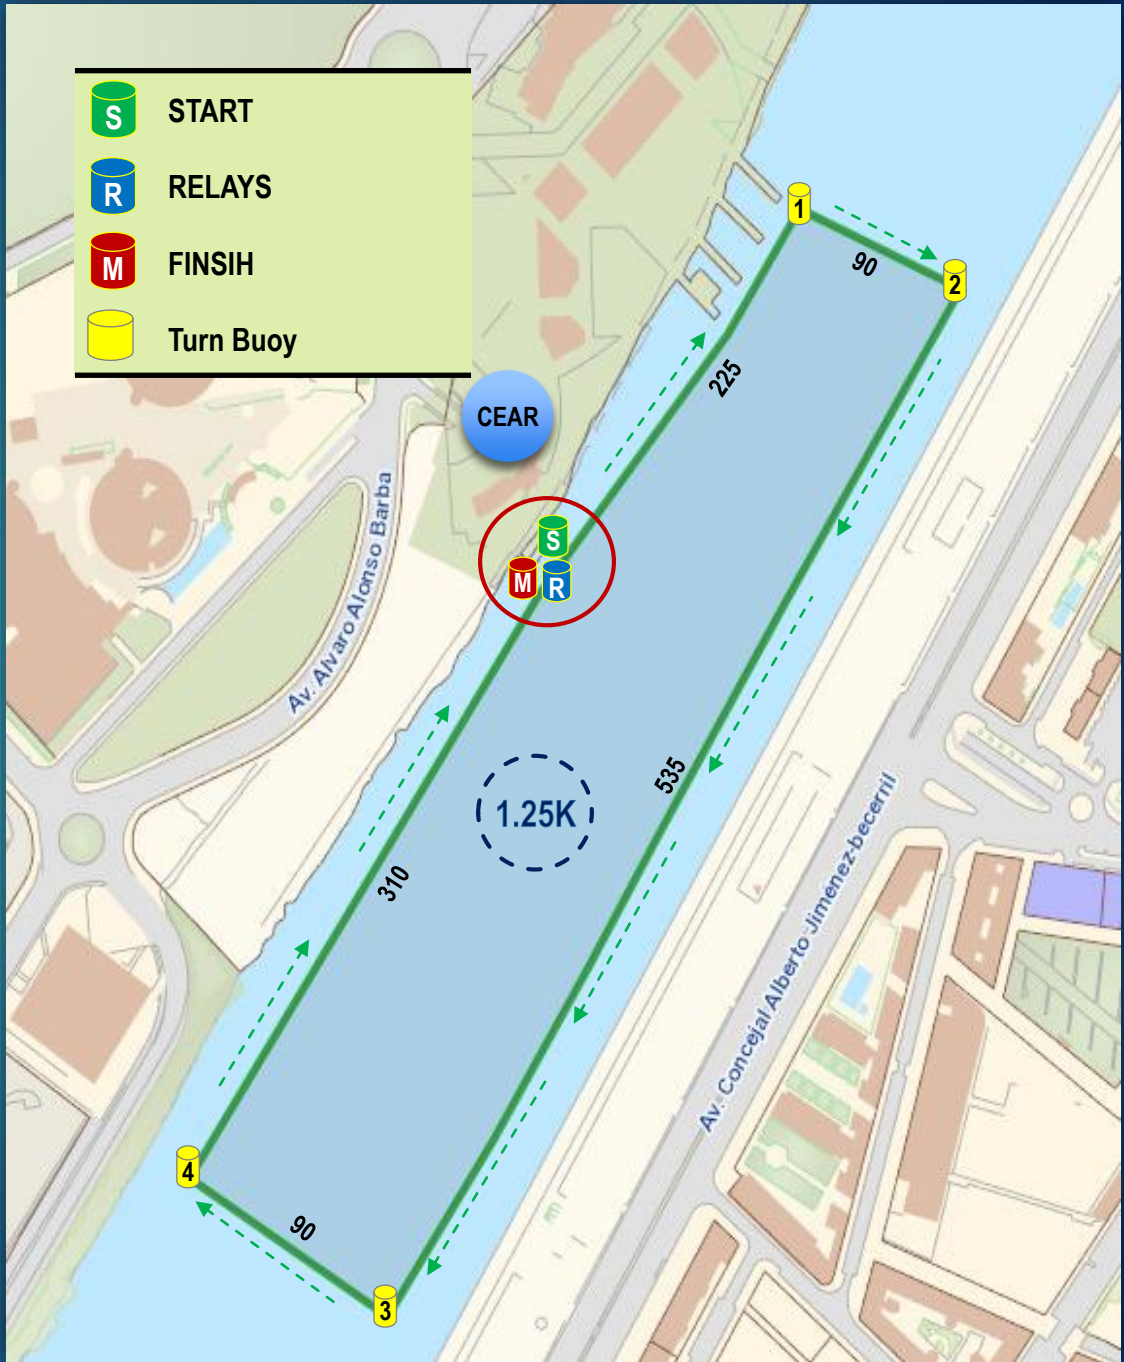 S START
R RELAYS
M FINSIH
Turn Buoy
1
90
2
225
CEAR
Av. Alvaro Alonso Barba
S
M R
535
1.25K
310
Av. Concejal Alberto Jimenez-becerril
4
90
3
E